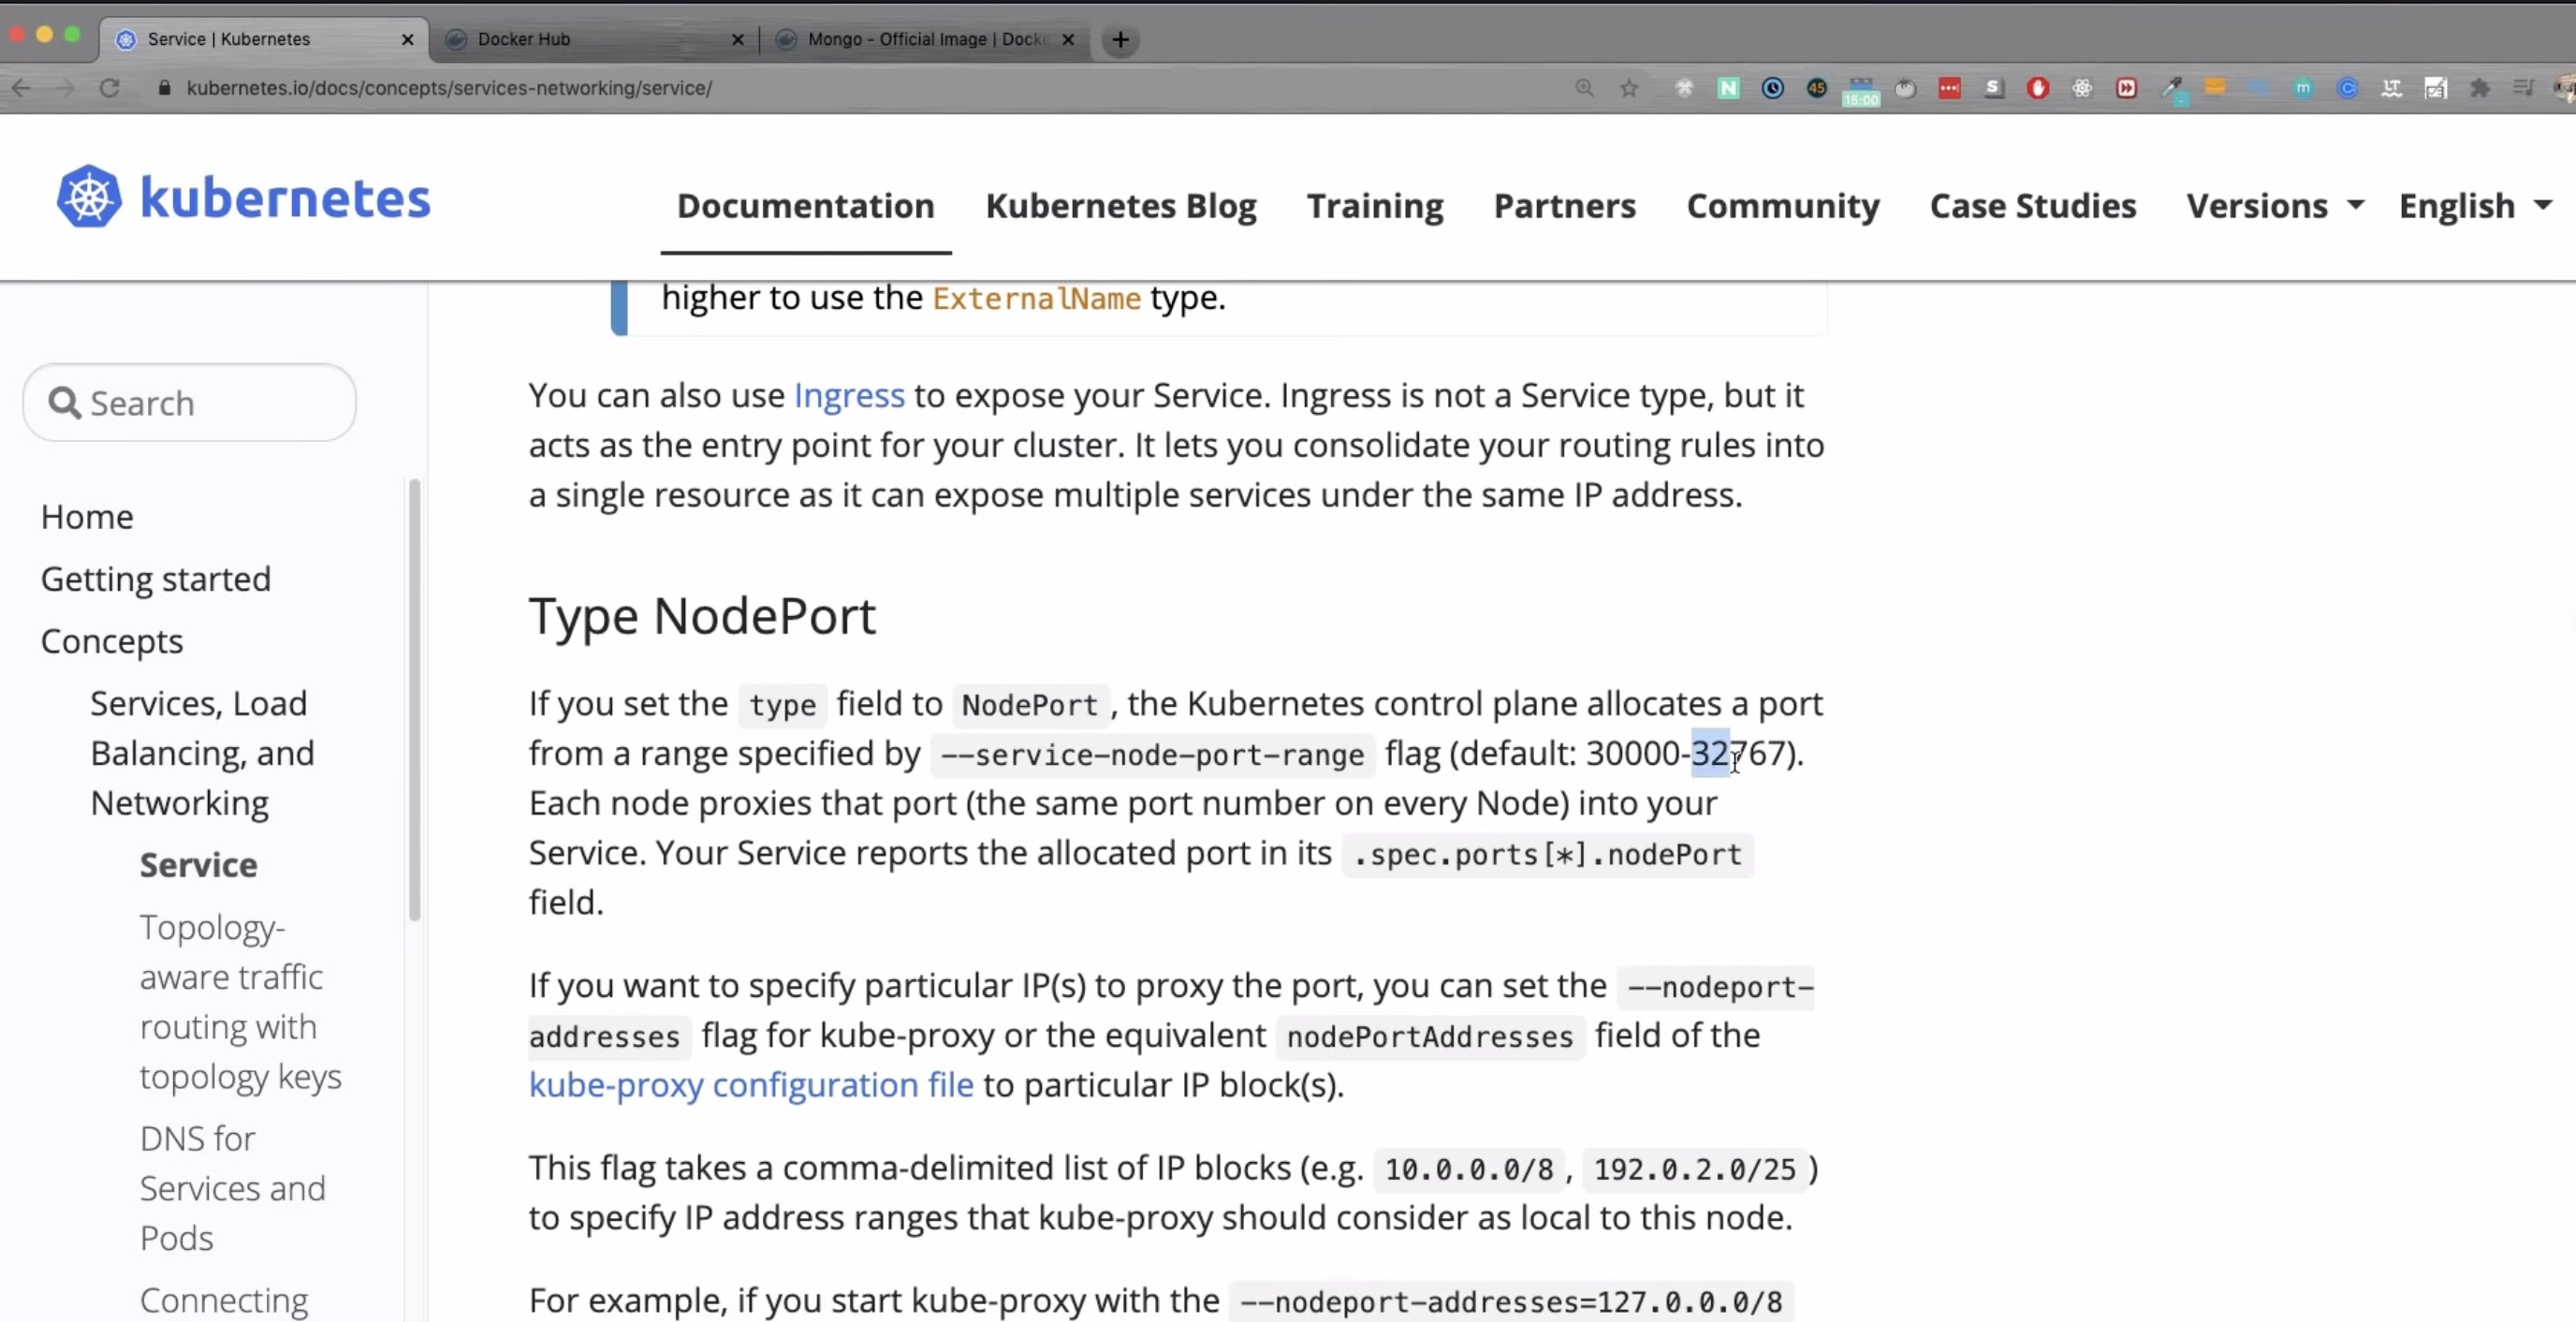 Service | Kubernetes
Docker Hub
Mongo - Official Image | Docke
kubernetes.io/docs/concepts/services-networking/service/
N
45
15:00
S
m
C
LT
kubernetes
Documentation
Kubernetes Blog
Training
Partners
Community
Case Studies
Versions
English
higher to use the ExternalName type.
Search
Home
Getting started
Concepts
Services, Load
Balancing, and
Networking
Service
Topology-
aware traffic
routing with
topology keys
DNS for
Services and
Pods
Connecting
You can also use Ingress to expose your Service. Ingress is not a Service type, but it
acts as the entry point for your cluster. It lets you consolidate your routing rules into
a single resource as it can expose multiple services under the same IP address.
Type NodePort
If you set the type field to NodePort, the Kubernetes control plane allocates a port
from a range specified by --service-node-port-range flag (default: 30000-32767).
Each node proxies that port (the same port number on every Node) into your
Service. Your Service reports the allocated port in its .spec.ports[*].nodePort
field.
If you want to specify particular IP(s) to proxy the port, you can set the --nodeport-
addresses flag for kube-proxy or the equivalent nodePortAddresses field of the
kube-proxy configuration file to particular IP block(s).
This flag takes a comma-delimited list of IP blocks (e.g. 10.0.0.0/8, 192.0.2.0/25)
to specify IP address ranges that kube-proxy should consider as local to this node.
For example, if you start kube-proxy with the --nodeport-addresses=127.0.0.0/8